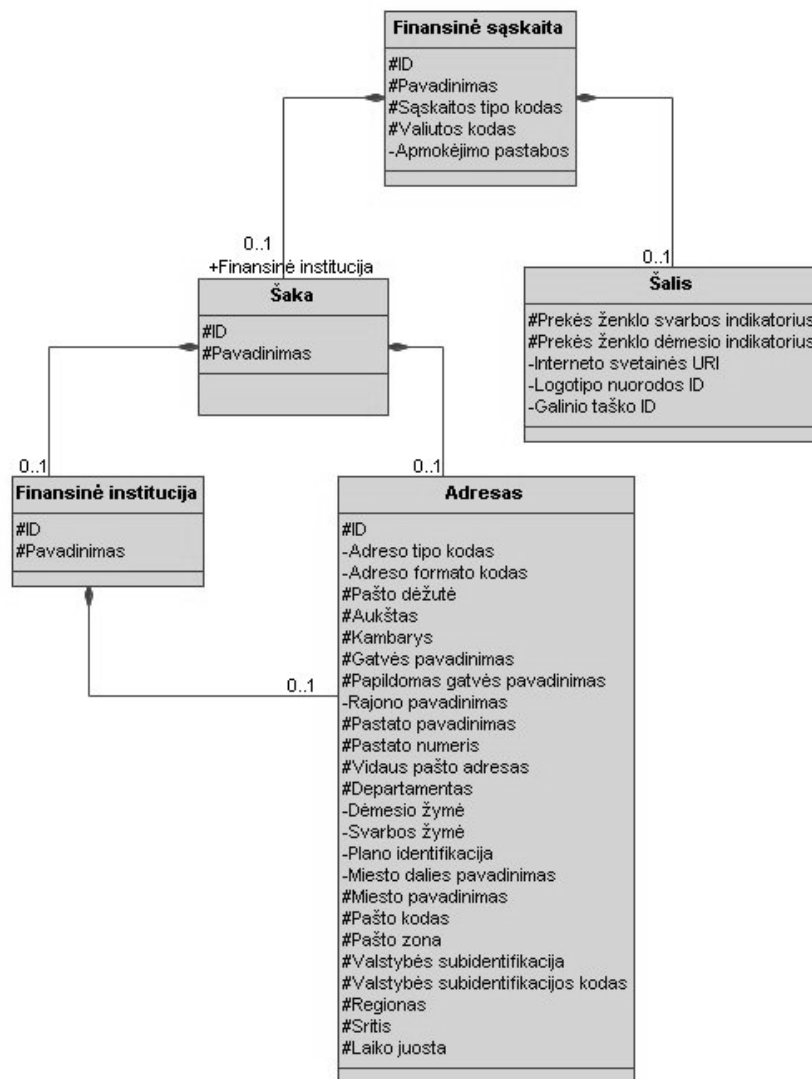 Finansinė sąskaita
#ID
#Pavadinimas
#Sąskaitos tipo kodas
#Valiutos kodas
-Apmokėjimo pastabos
0..1
+Finansinė institucija
Šaka
#ID
#Pavadinimas
0..1
Šalis
#Prekės ženklo svarbos indikatorius
#Prekės ženklo dėmesio indikatorius
-Interneto svetainės URI
-Logotipo nuorodos ID
-Galinio taško ID
0..1
Finansinė institucija
#ID
#Pavadinimas
0..1
0..1
Adresas
#ID
-Adreso tipo kodas
-Adreso formato kodas
#Pašto dėžutė
#Aukštas
#Kambarys
#Gatvės pavadinimas
#Papildomas gatvės pavadinimas
-Rajono pavadinimas
#Pastato pavadinimas
#Pastato numeris
#Vidaus pašto adresas
#Departamentas
-Dėmesio žymė
-Svarbos žymė
-Plano identifikacija
-Miesto dalies pavadinimas
#Miesto pavadinimas
#Pašto kodas
#Pašto zona
#Valstybės subidentifikacija
#Valstybės subidentifikacijos kodas
#Regionas
#Sritis
#Laiko juosta